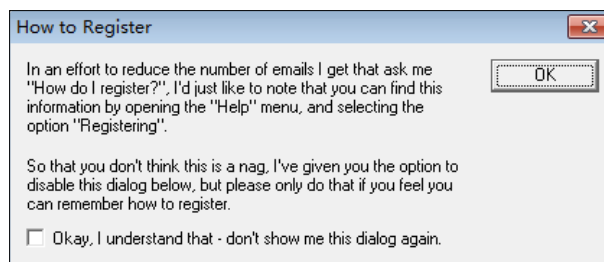 How to Register
In an effort to reduce the number of emails I get that ask me
"How do I register?", I'd just like to note that you can find this
information by opening the "Help" menu, and selecting the
option "Registering".
OK
So that you don't think this is a nag, I've given you the option to
disable this dialog below, but please only do that if you feel you
can remember how to register.
Okay, I understand that - don't show me this dialog again.